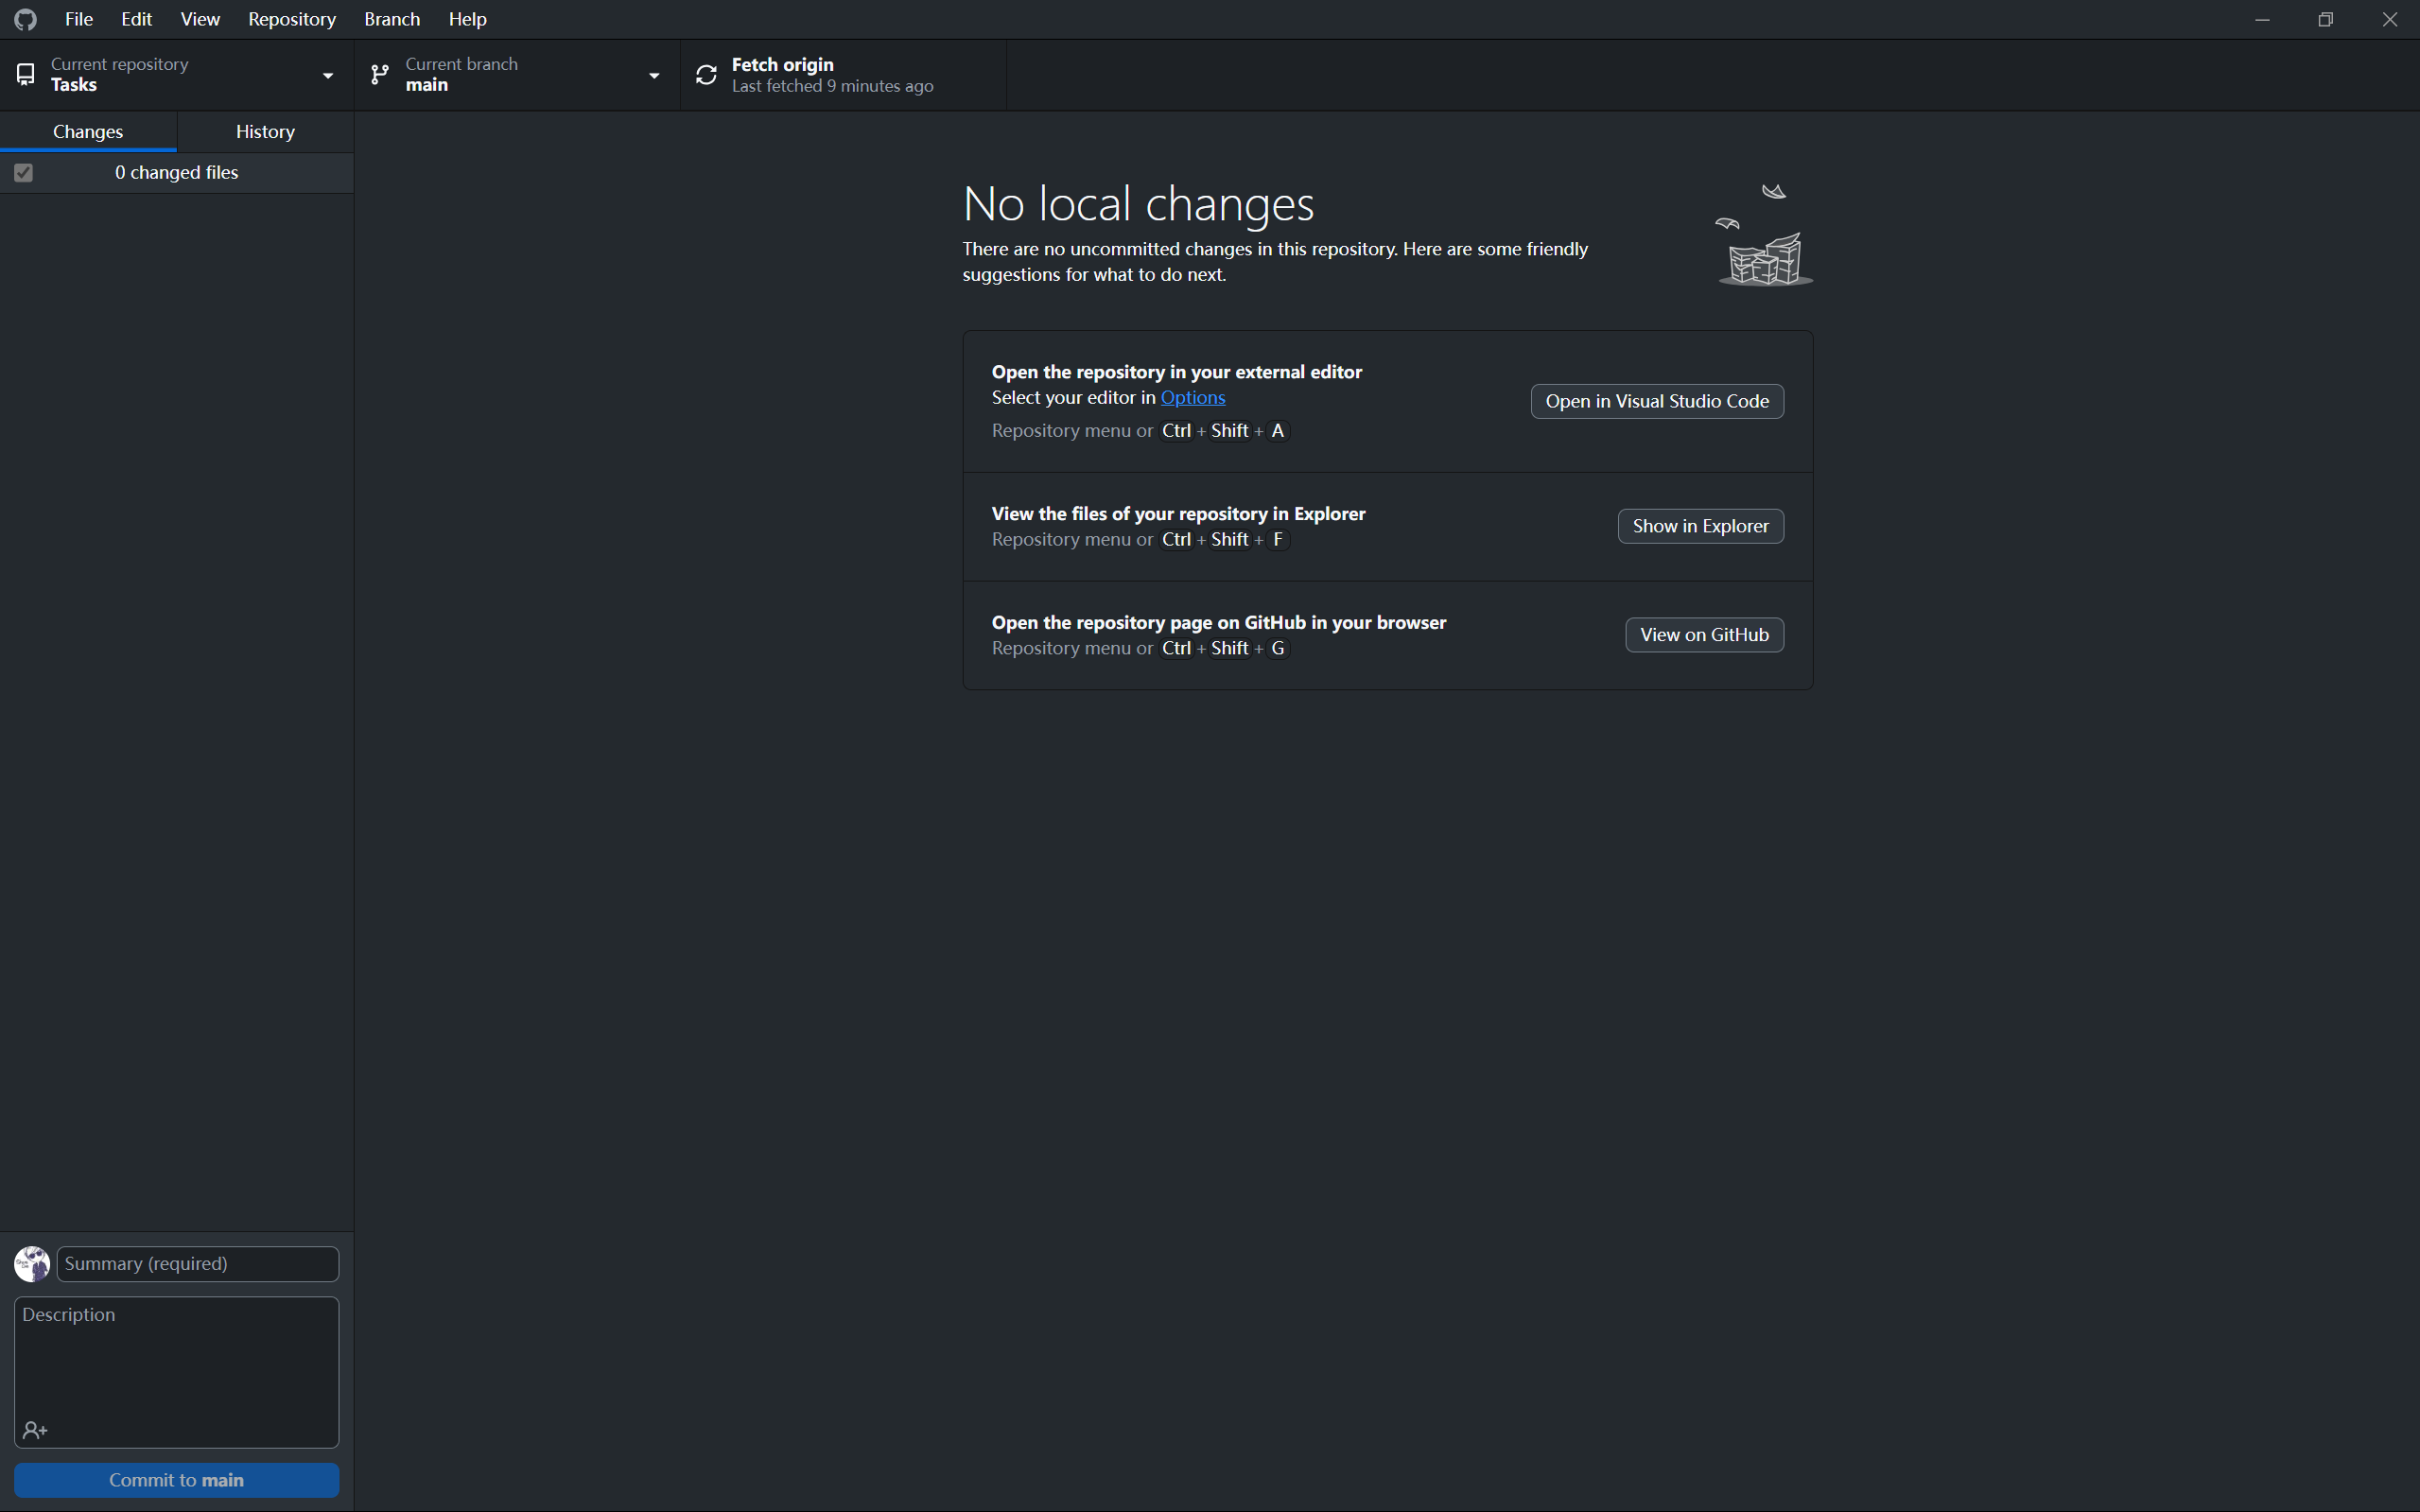 File Edit View Repository Branch Help
Current repository
Tasks
Current branch
main
Fetch origin
Last fetched 9 minutes ago
Changes
History
0 changed files
No local changes
There are no uncommitted changes in this repository. Here are some friendly
suggestions for what to do next.
Open the repository in your external editor
Select your editor in Options
Repository menu or Ctrl + Shift + A
Open in Visual Studio Code
View the files of your repository in Explorer
Repository menu or Ctrl + Shift + F
Show in Explorer
Open the repository page on GitHub in your browser
Repository menu or Ctrl + Shift + G
View on GitHub
Summary (required)
Description
Commit to main